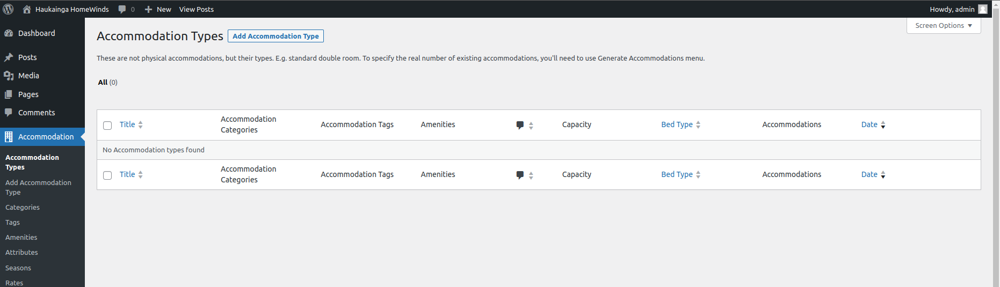 Haukainga HomeWinds 0 New View Posts Howdy, admin
Screen Options
Dashboard
Posts
Media
Pages
Comments
Accommodation
Accommodation
Types
Add Accommodation
Type
Categories
Tags
Amenities
Attributes
Seasons
Rates
Accommodation Types Add Accommodation Type
These are not physical accommodations, but their types. E.g. standard double room. To specify the real number of existing accommodations, you'll need to use Generate Accommodations menu.
All (0)
Title Accommodation Categories Accommodation Tags Amenities Capacity Bed Type Accommodations Date
No Accommodation types found
Title Accommodation Categories Accommodation Tags Amenities Capacity Bed Type Accommodations Date